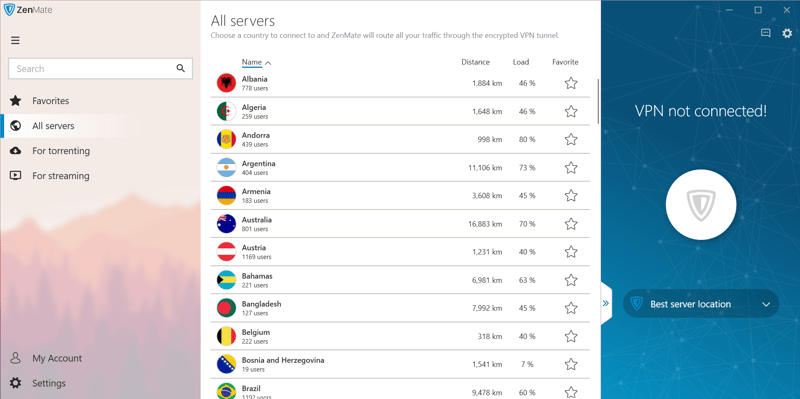 ZenMate
Search
Favorites
All servers
For torrenting
For streaming
My Account
Settings
All servers
Choose a country to connect to and ZenMate will route all your traffic through the encrypted VPN tunnel.
Name Distance Load Favorite
Albania
778 users 1,884 km 46 %
Algeria
259 users 1,648 km 46 %
Andorra
439 users 998 km 80 %
Argentina
404 users 11,106 km 73 %
Armenia
183 users 3,608 km 45 %
Australia
801 users 16,883 km 70 %
Austria
1169 users 1,231 km 40 %
Bahamas
221 users 6,981 km 63 %
Bangladesh
127 users 7,992 km 45 %
Belgium
222 users 318 km 40 %
Bosnia and Herzegovina
19 users 1,541 km 7 %
Brazil
1192 users 9,478 km 60 %
VPN not connected!
Best server location